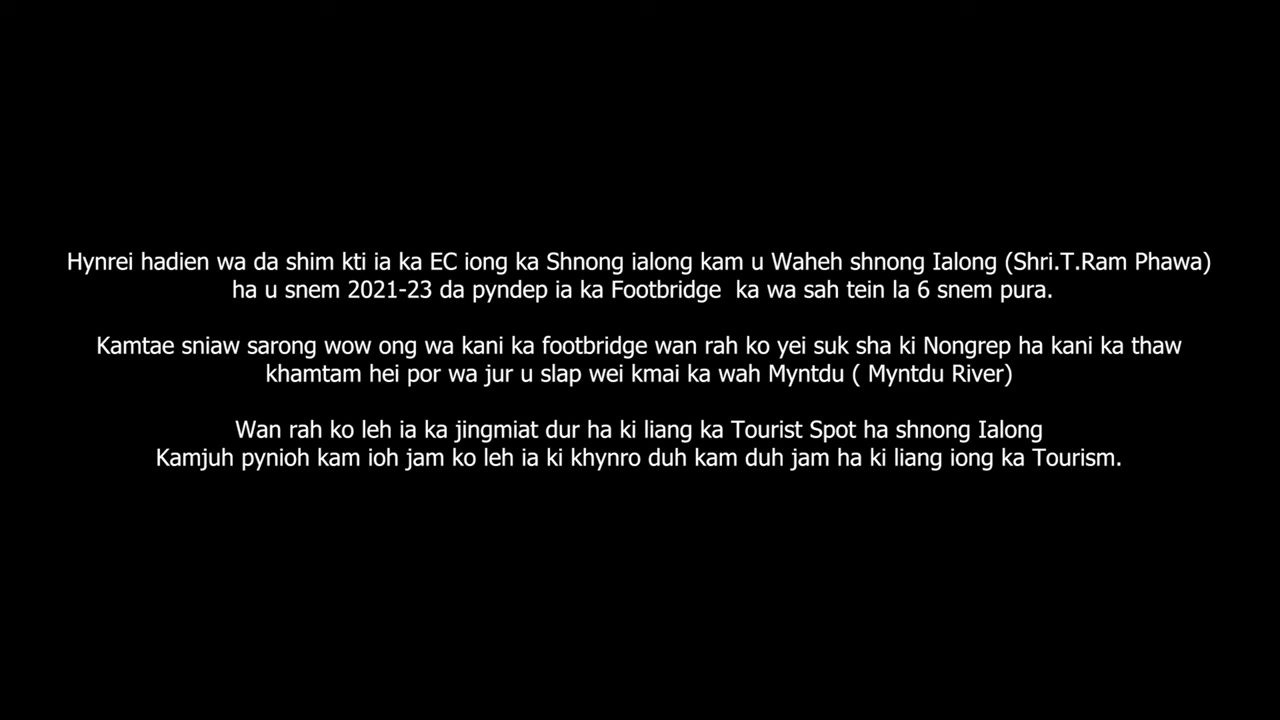 Hynrei hadien wa da shim kti ia ka EC iong ka Shnong ialong kam u Waheh shnong Ialong (Shri.T.Ram Phawa)
ha u snem 2021-23 da pyndep ia ka Footbridge  ka wa sah tein la 6 snem pura.
Kamtae sniaw sarong wow ong wa kani ka footbridge wan rah ko yei suk sha ki Nongrep ha kani ka thaw
khamtam hei por wa jur u slap wei kmai ka wah Myntdu ( Myntdu River)
Wan rah ko leh ia ka jingmiat dur ha ki liang ka Tourist Spot ha shnong Ialong
Kamjuh pynioh kam ioh jam ko leh ia ki khynro duh kam duh jam ha ki liang iong ka Tourism.